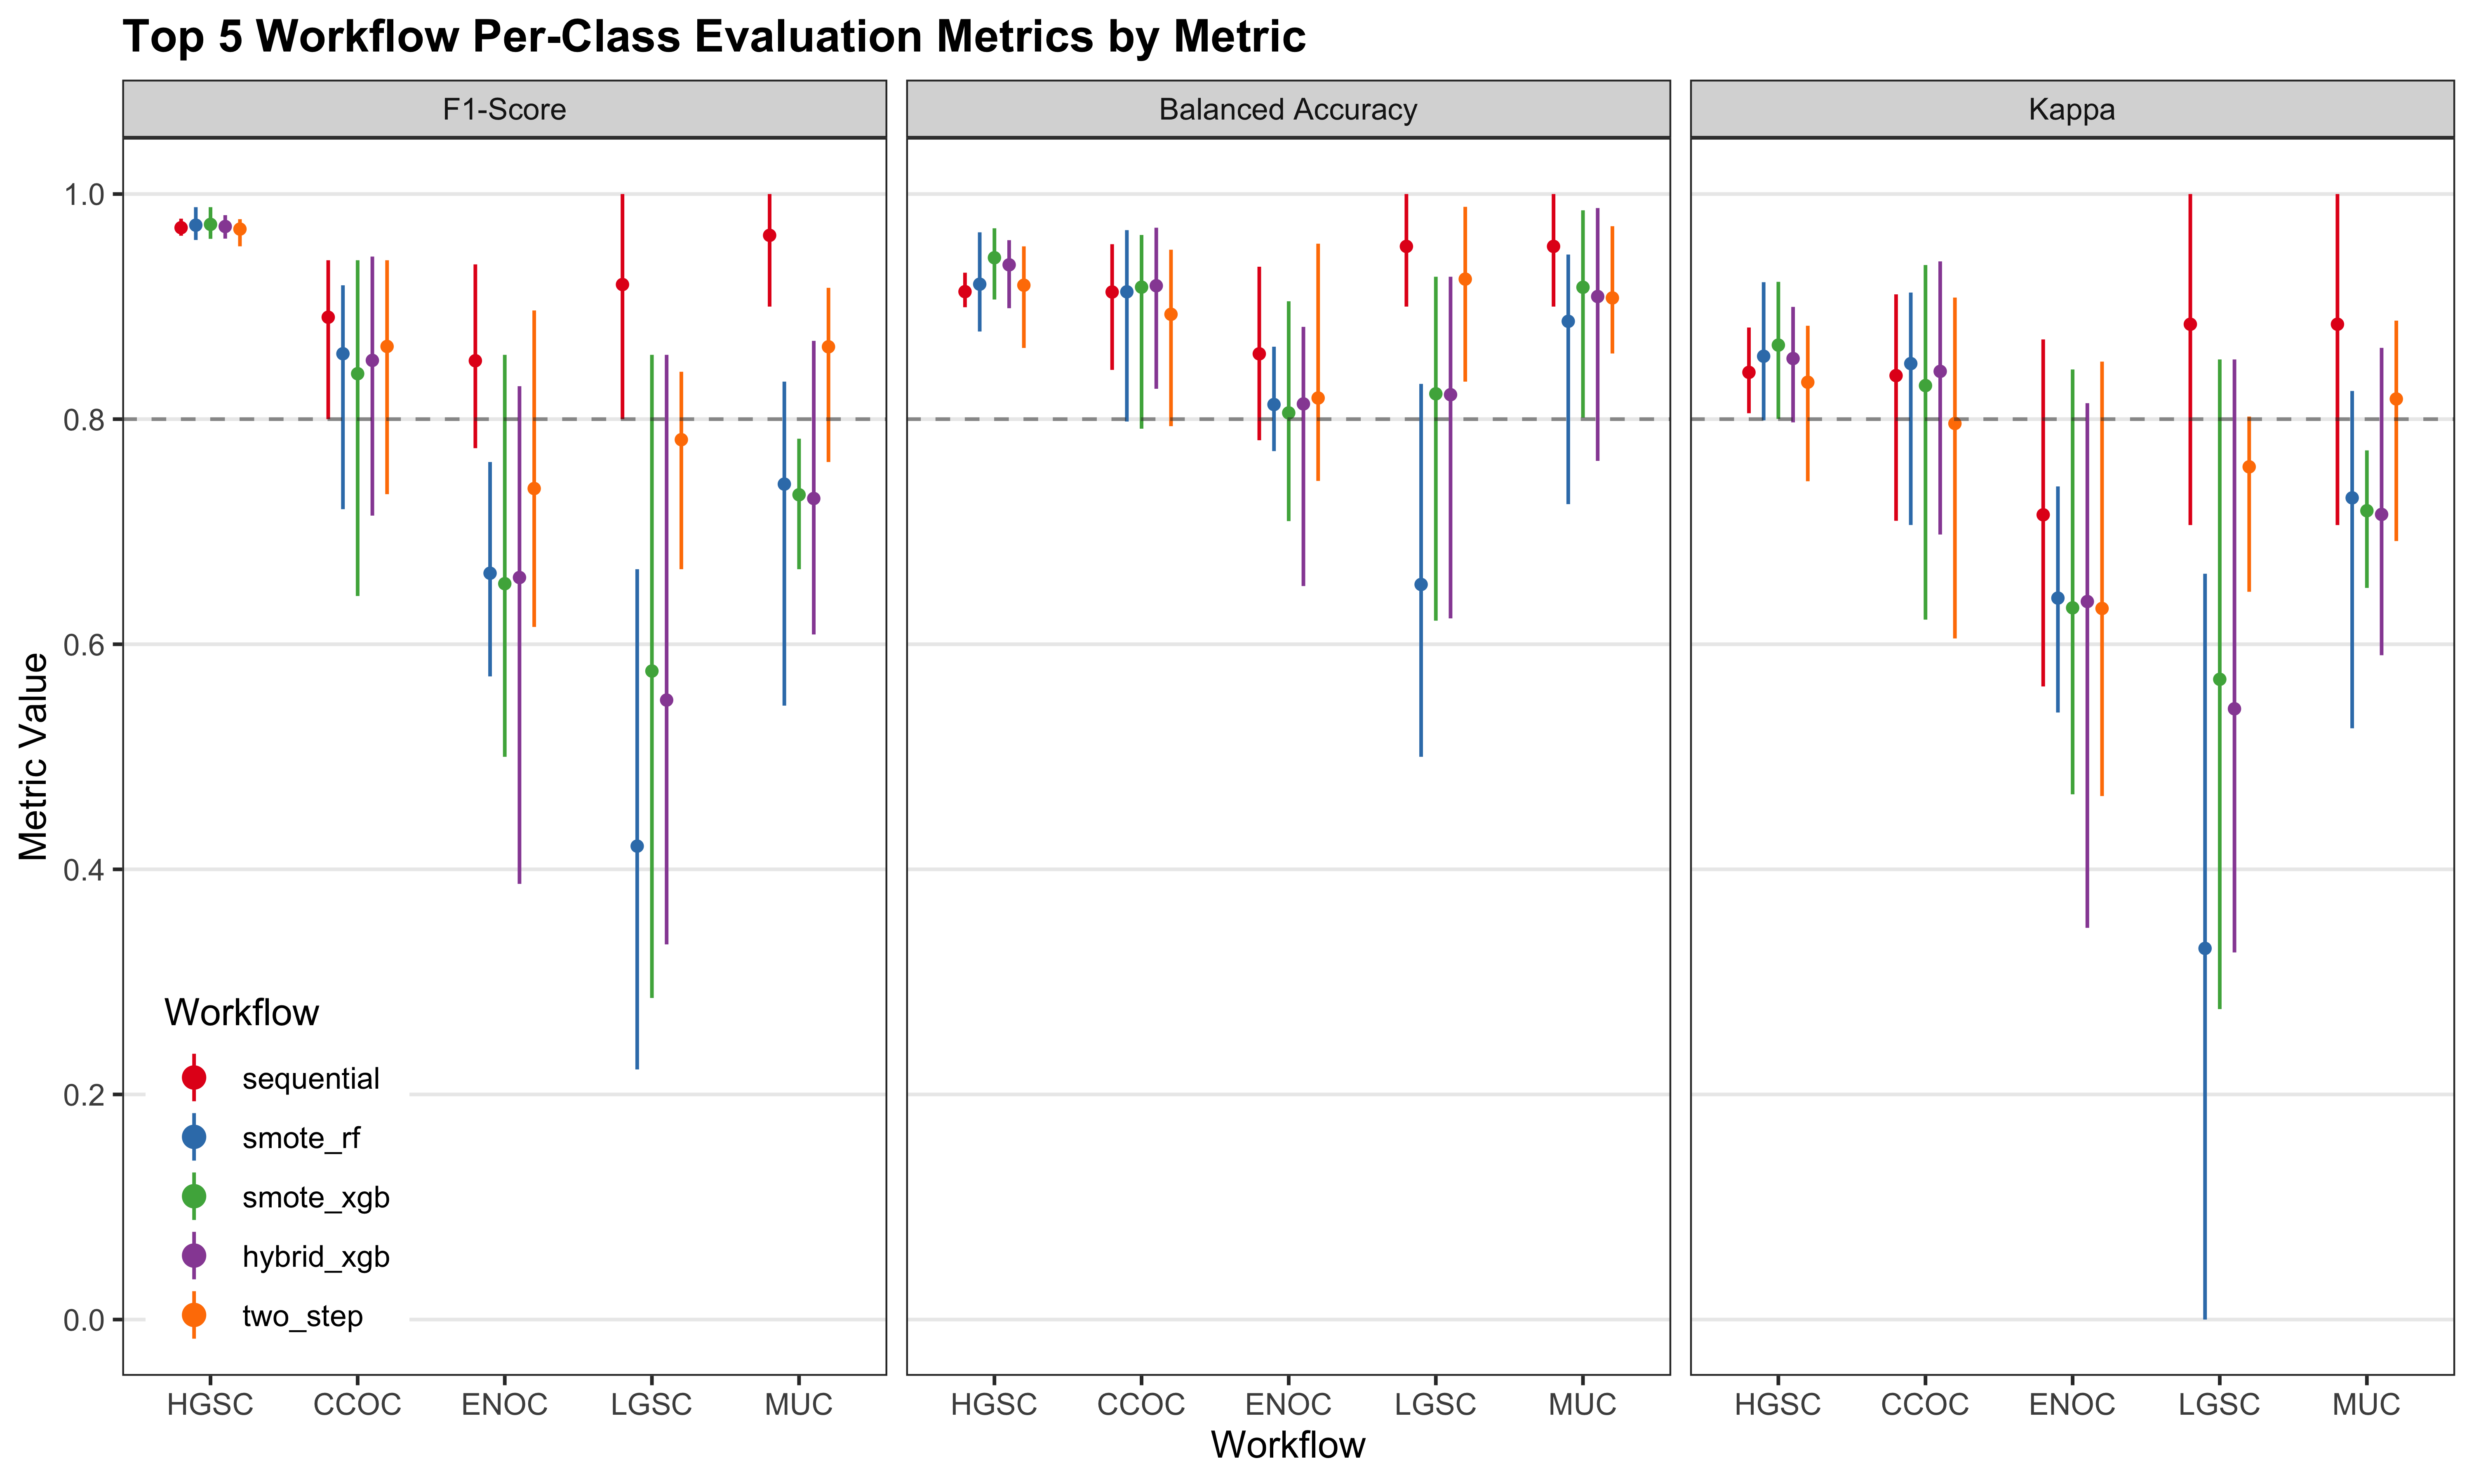 Top 5 Workflow Per-Class Evaluation Metrics by Metric
F1-Score
Balanced Accuracy
Kappa
Metric Value
1.0
0.8
0.6
0.4
0.2
0.0
Workflow
sequential
smote_rf
smote_xgb
hybrid_xgb
two_step
HGSC CCOC ENOC LGSC MUC
HGSC CCOC ENOC LGSC MUC
HGSC CCOC ENOC LGSC MUC
Workflow